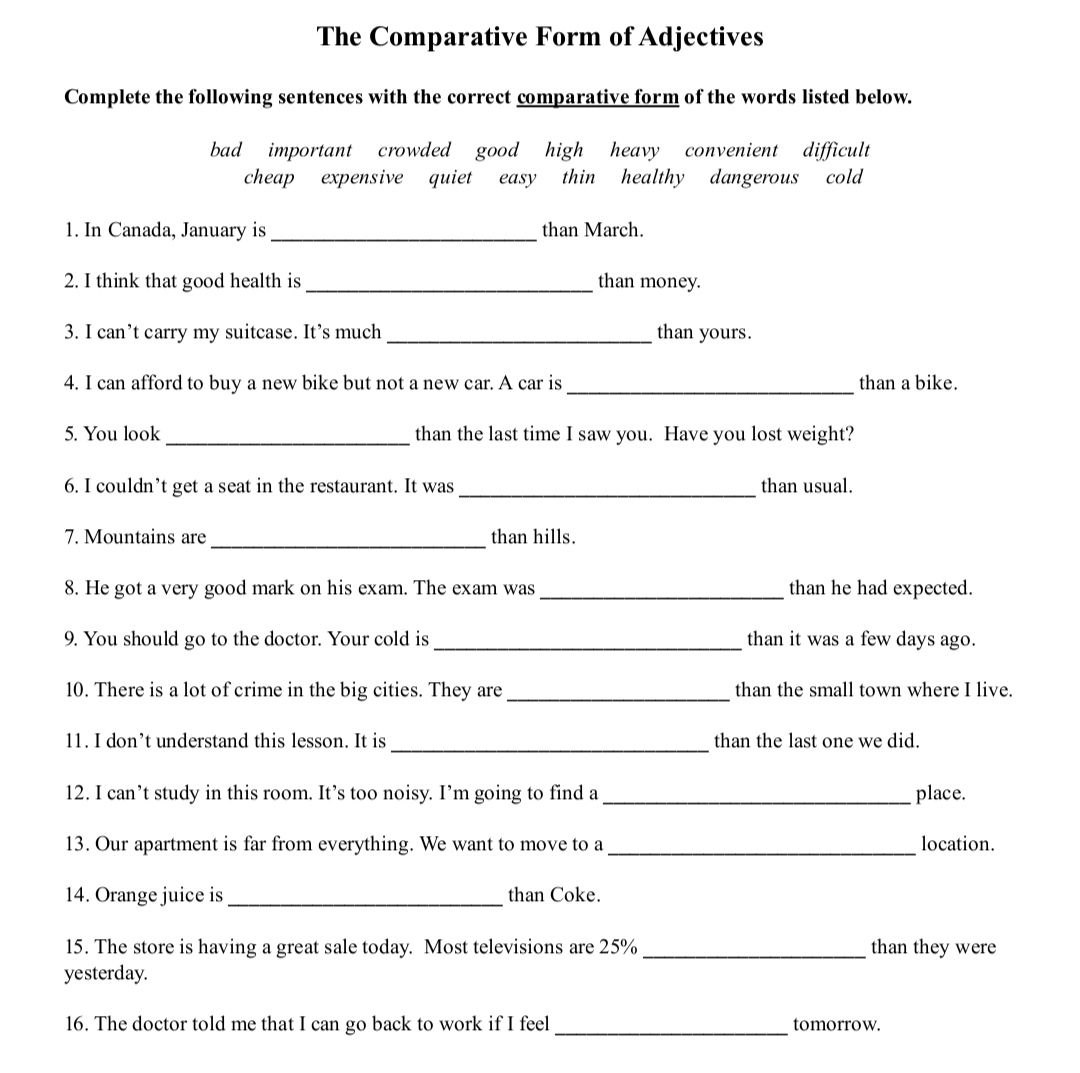 The Comparative Form of Adjectives
Complete the following sentences with the correct comparative form of the words listed below.
bad important crowded good high heavy convenient difficult
cheap expensive quiet easy thin healthy dangerous cold
1. In Canada, January is _________________________ than March.
2. I think that good health is ___________________________ than money.
3. I can’t carry my suitcase. It’s much _________________________ than yours.
4. I can afford to buy a new bike but not a new car. A car is ___________________________ than a bike.
5. You look _______________________ than the last time I saw you. Have you lost weight?
6. I couldn’t get a seat in the restaurant. It was ____________________________ than usual.
7. Mountains are __________________________ than hills.
8. He got a very good mark on his exam. The exam was _______________________ than he had expected.
9. You should go to the doctor. Your cold is _____________________________ than it was a few days ago.
10. There is a lot of crime in the big cities. They are _____________________ than the small town where I live.
11. I don’t understand this lesson. It is ______________________________ than the last one we did.
12. I can’t study in this room. It’s too noisy. I’m going to find a _____________________________ place.
13. Our apartment is far from everything. We want to move to a _____________________________ location.
14. Orange juice is __________________________ than Coke.
15. The store is having a great sale today. Most televisions are 25% _____________________ than they were
yesterday.
16. The doctor told me that I can go back to work if I feel ______________________ tomorrow.